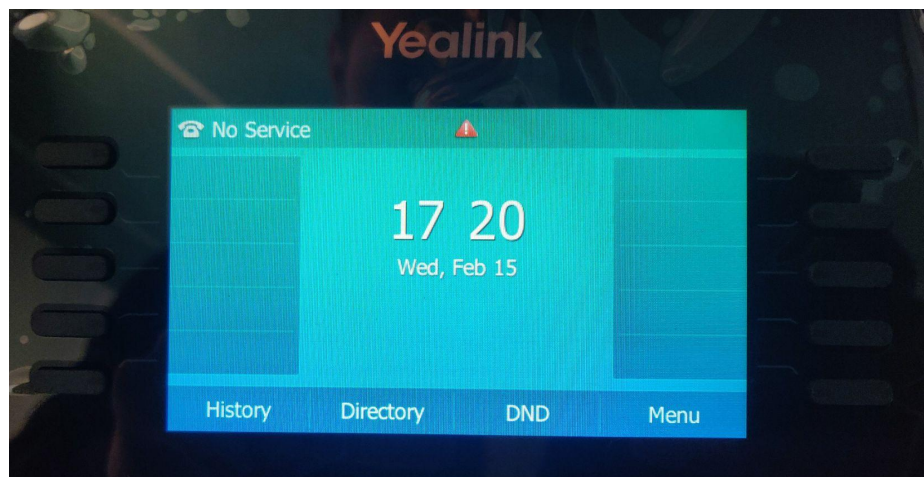 Yealink
No Service
17 20
Wed, Feb 15
History Directory DND Menu